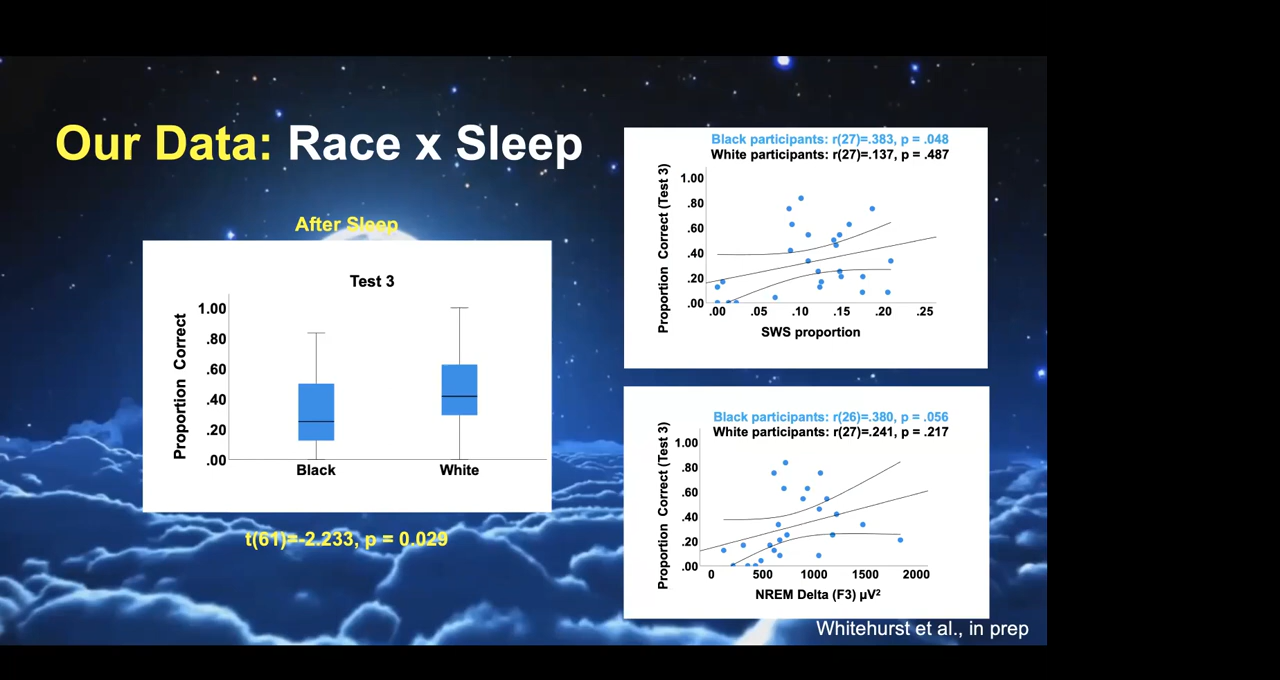 Our Data: Race x Sleep
After Sleep
Test 3
Proportion Correct
1.00
.80
.60
.40
.20
.00
Black White
t(61)=-2.233, p = 0.029
Black participants: r(27)=.383, p = .048
White participants: r(27)=.137, p = .487
Proportion Correct (Test 3)
1.00
.80
.60
.40
.20
.00
.00 .05 .10 .15 .20 .25
SWS proportion
Black participants: r(26)=.380, p = .056
White participants: r(27)=.241, p = .217
Proportion Correct (Test 3)
1.00
.80
.60
.40
.20
.00
0 500 1000 1500 2000
NREM Delta (F3) µV²
Whitehurst et al., in prep